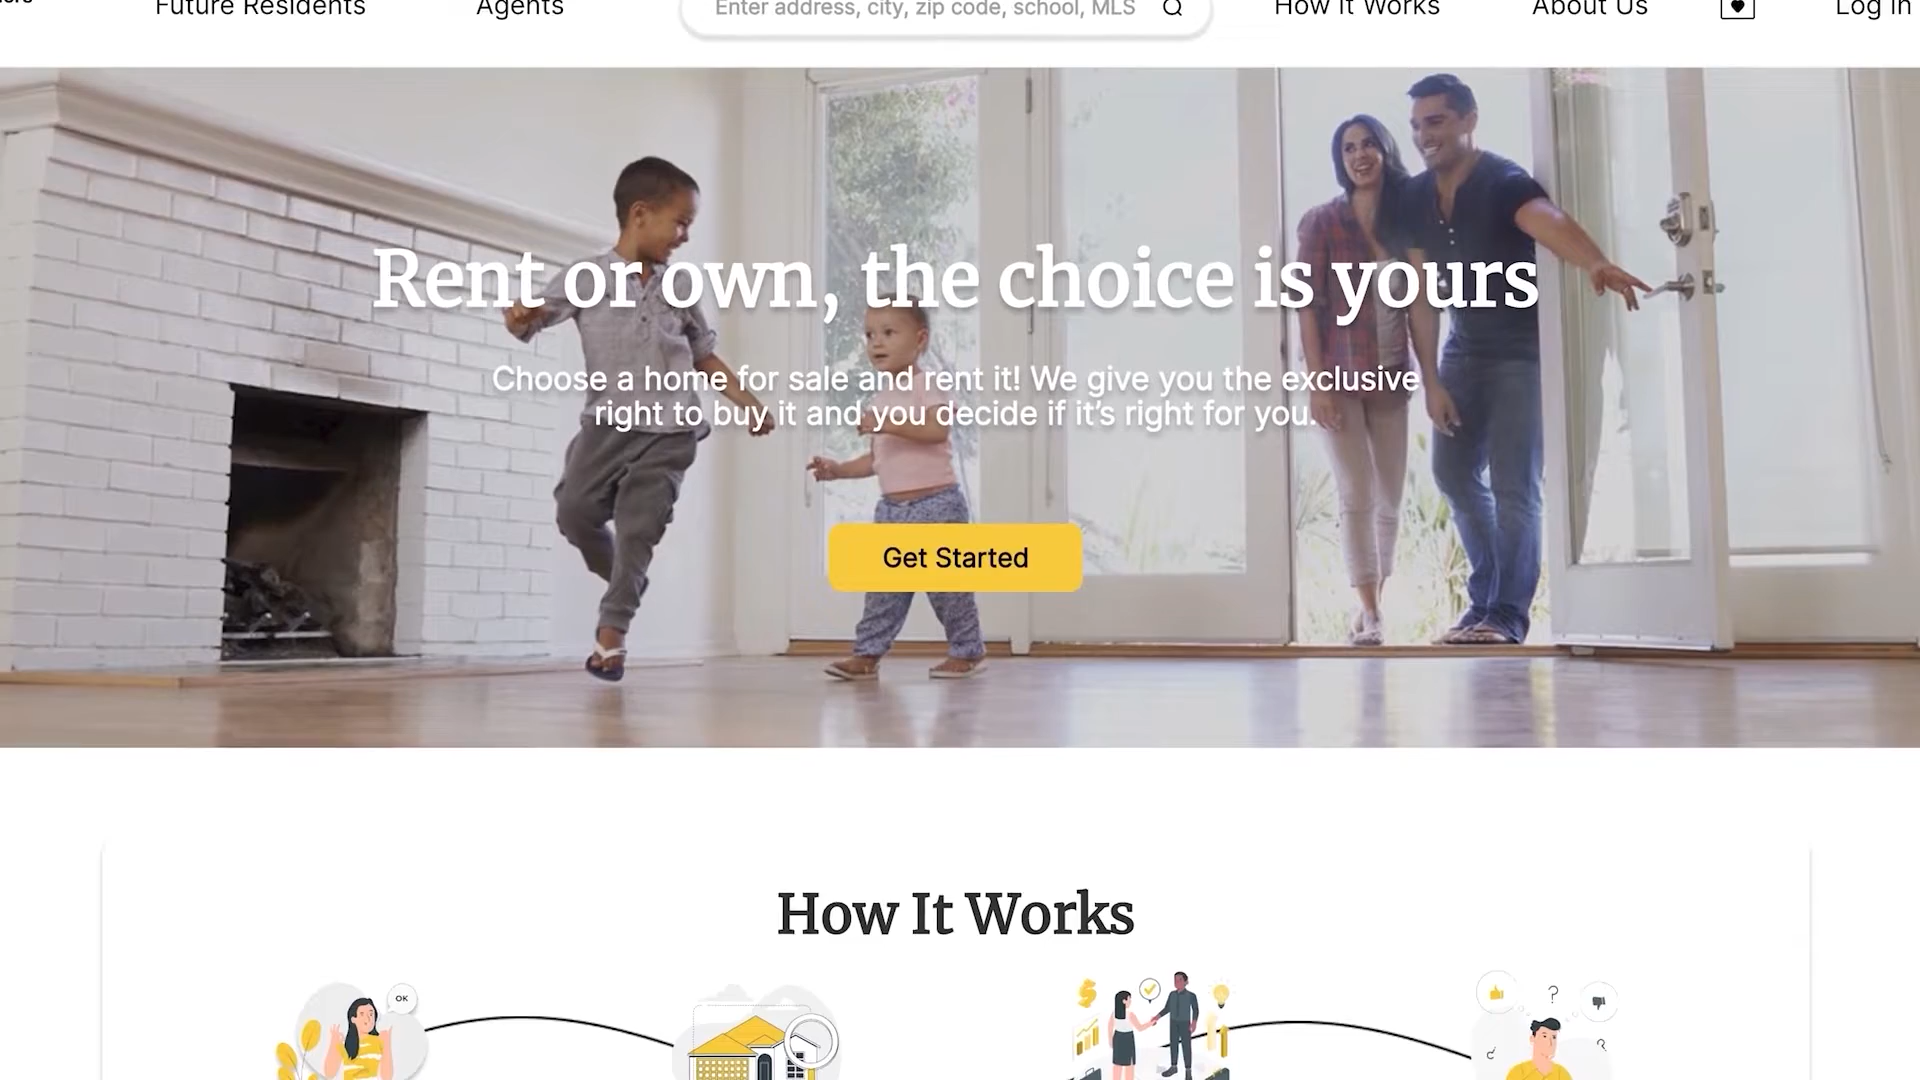 Future Residents
Agents
Enter address, city, zip code, school, MLS
How It Works
About Us
Log In
Rent or own, the choice is yours
Choose a home for sale and rent it! We give you the exclusive
right to buy it and you decide if it’s right for you.
Get Started
How It Works
OK
$
?